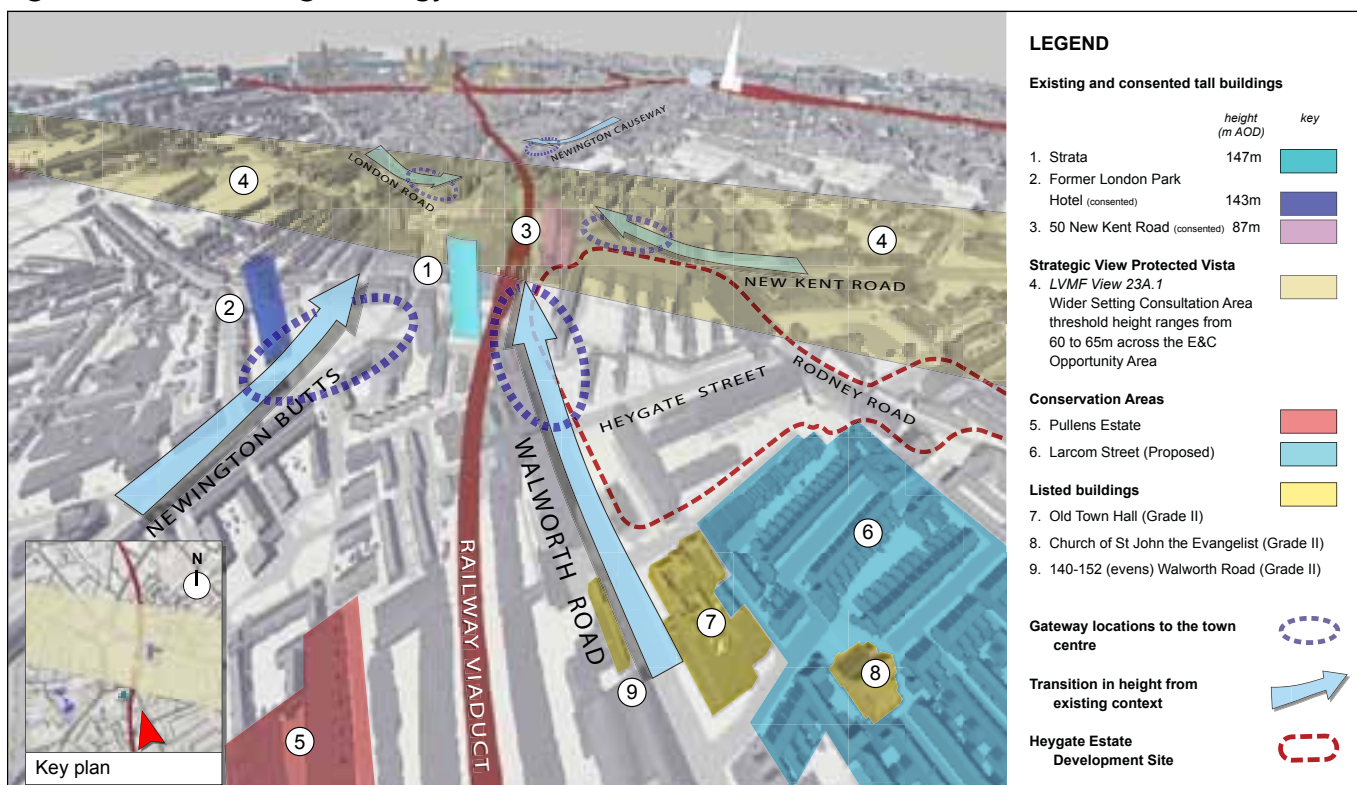 LEGEND
Existing and consented tall buildings
height
(m AOD)
key
1. Strata 147m
2. Former London Park
Hotel (consented) 143m
3. 50 New Kent Road (consented) 87m
Strategic View Protected Vista
4. LVMF View 23A.1
Wider Setting Consultation Area
threshold height ranges from
60 to 65m across the E&C
Opportunity Area
Conservation Areas
5. Pullens Estate
6. Larcom Street (Proposed)
Listed buildings
7. Old Town Hall (Grade II)
8. Church of St John the Evangelist (Grade II)
9. 140-152 (evens) Walworth Road (Grade II)
Gateway locations to the town
centre
Transition in height from
existing context
Heygate Estate
Development Site
NEWINGTON CAUSEWAY
LONDON ROAD
4
3
4
1
NEW KENT ROAD
2
RODNEY ROAD
HEYGATE STREET
NEWINGTON BUTTS
WALWORTH ROAD
RAILWAY VIADUCT
6
7
8
9
5
N
Key plan